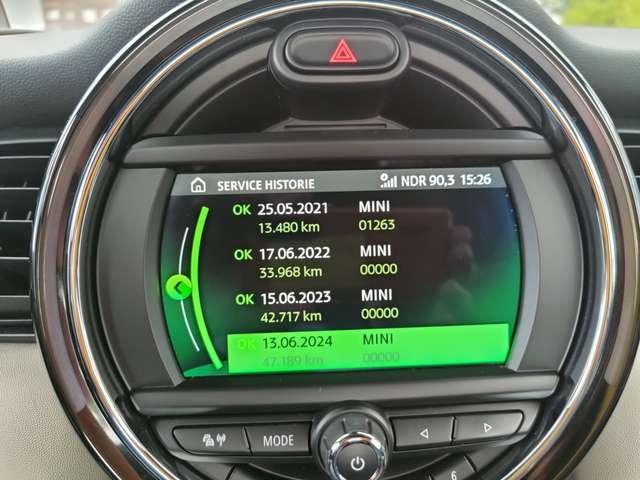 SERVICE HISTORIE NDR 90,3 15:26
OK 25.05.2021 MINI
13.480 km 01263
OK 17.06.2022 MINI
33.968 km 00000
OK 15.06.2023 MINI
42.717 km 00000
OK 13.06.2024 MINI
47.189 km 00000
MODE
6